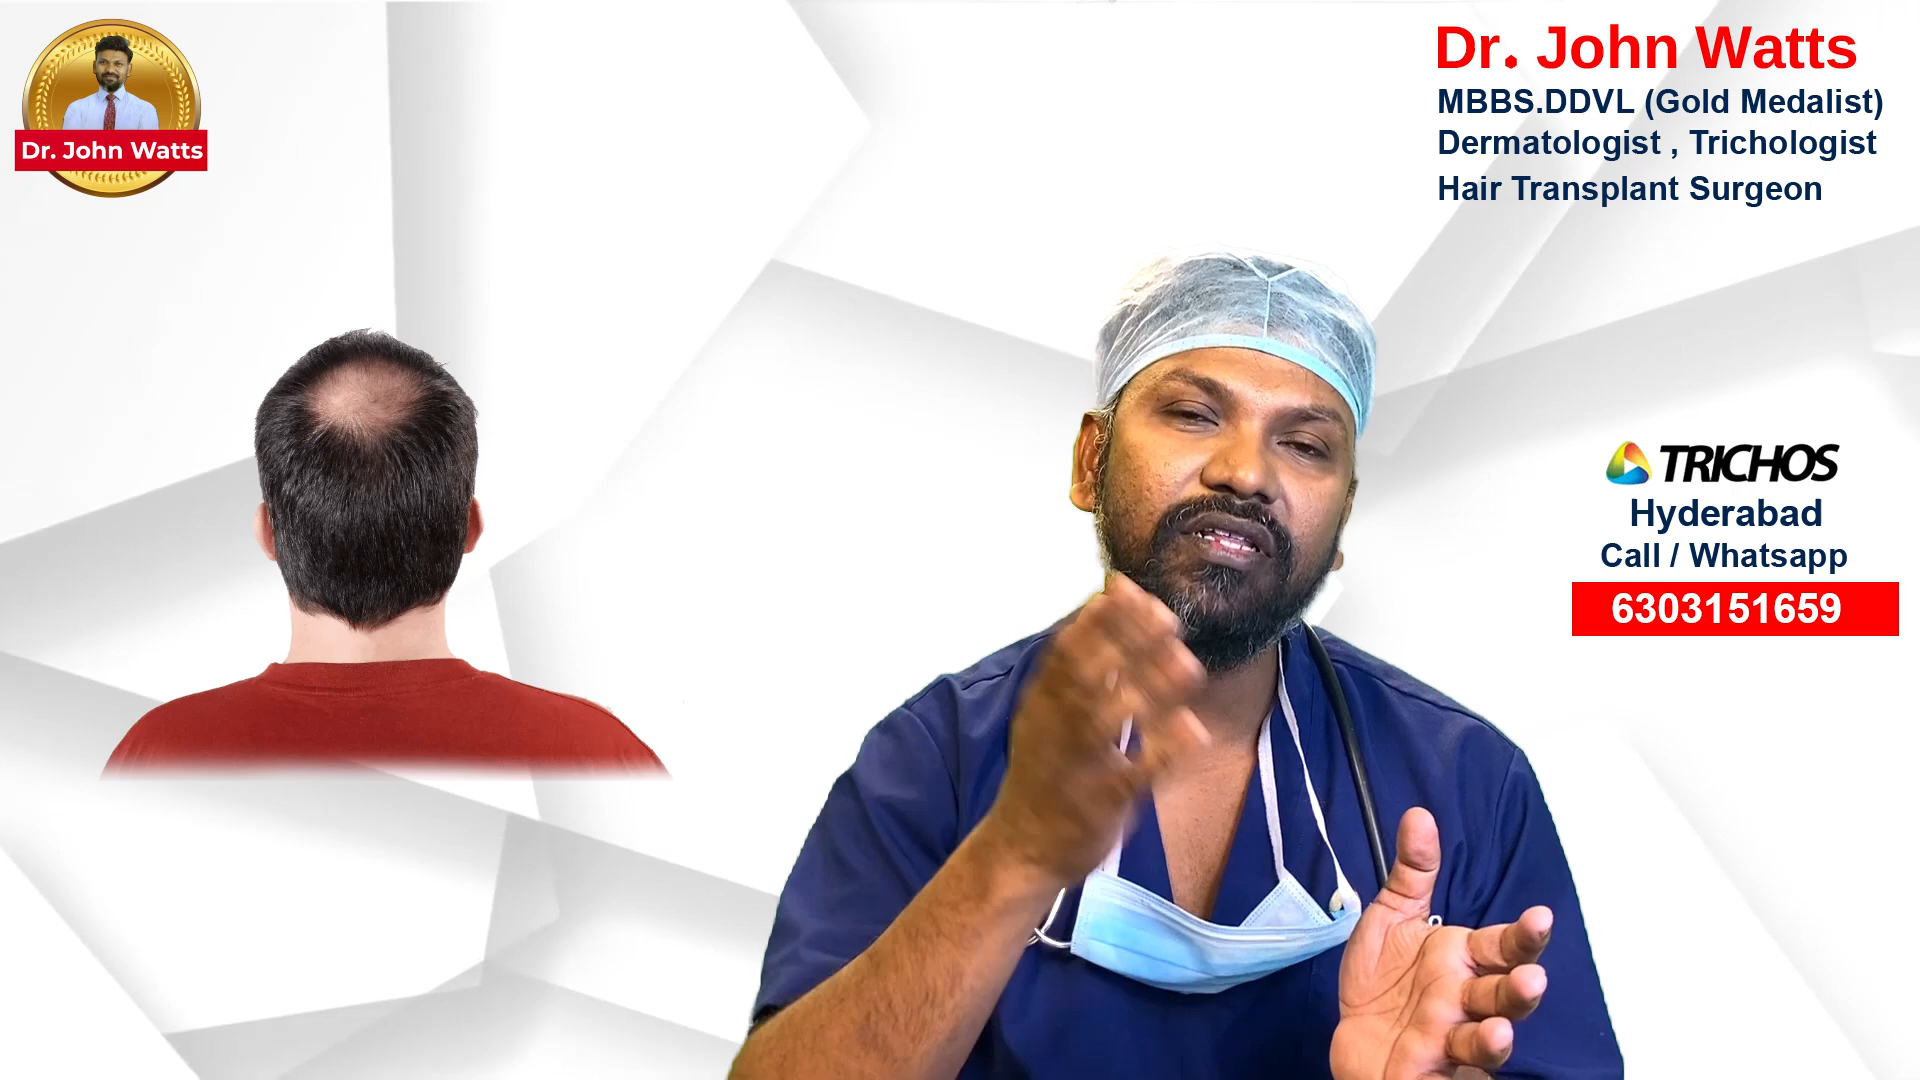 Dr. John Watts
Dr. John Watts
MBBS.DDVL (Gold Medalist)
Dermatologist , Trichologist
Hair Transplant Surgeon
TRICHOS
Hyderabad
Call / Whatsapp
6303151659